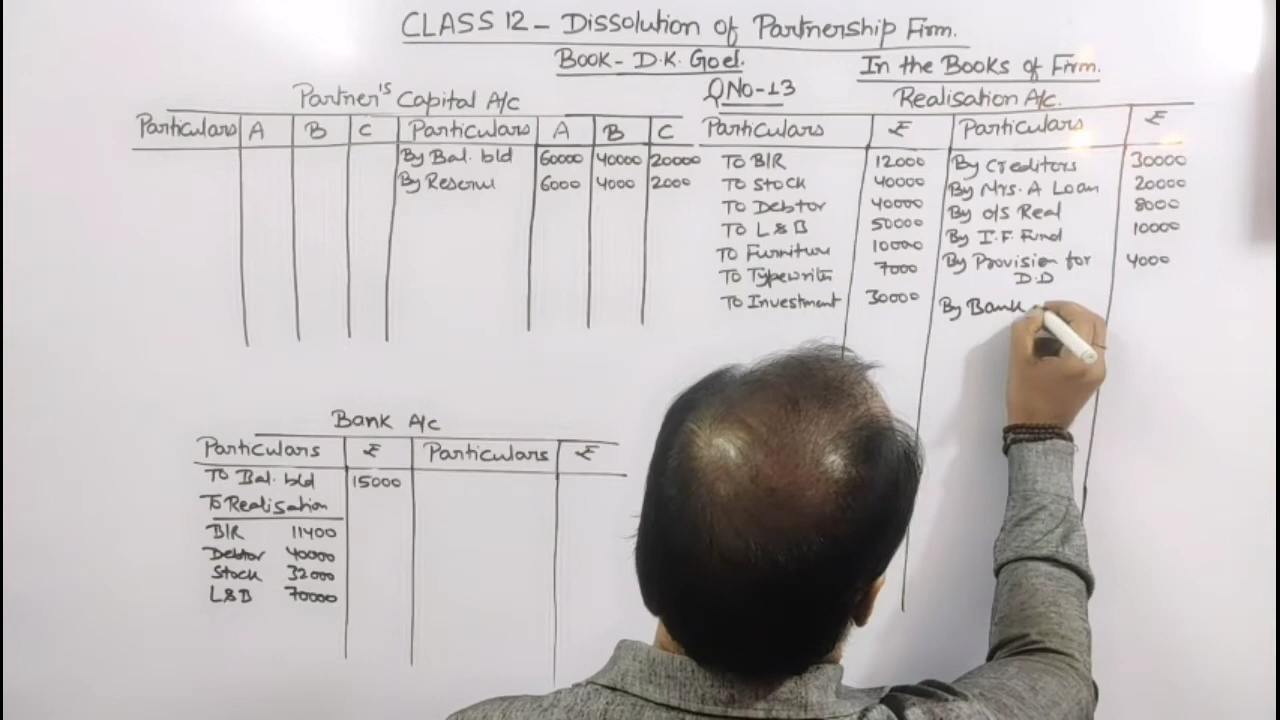 CLASS 12 - Dissolution of Partnership Firm.
Book - D.K. Goel.
In the Books of Firm.
Partner's Capital A/c
Particulars A B C Particulars A B C
By Bal. b/d 60000 40000 20000
By Reserve 6000 4000 2000
QNo-13
Realisation A/c.
Particulars ₹ Particulars ₹
To B/R 12000 By Creditors 30000
To Stock 40000 By Mrs. A Loan 20000
To Debtor 40000 By o/s Real 8000
To L&B 50000 By I.F. Fund 10000
To Furniture 10000 By Provision for 4000
D.D
To Typewriter 7000
To Investment 30000 By Bank
Bank A/c
Particulars ₹ Particulars ₹
To Bal. b/d 15000
To Realisation
B/R 11400
Debtor 40000
Stock 32000
L&B 70000